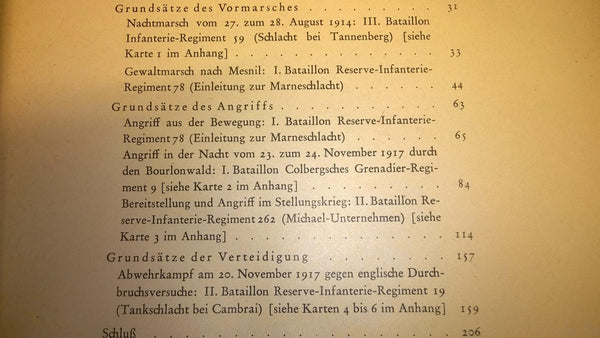 Grundsätze des Vormarsches . . . . . . . . . . . . . 31
Nachtmarsch vom 27. zum 28. August 1914: III. Bataillon
Infanterie-Regiment 59 (Schlacht bei Tannenberg) [siehe
Karte 1 im Anhang] . . . . . . . . . . . . . . . 33
Gewaltmarsch nach Mesnil: I. Bataillon Reserve-Infanterie-
Regiment 78 (Einleitung zur Marneschlacht) . . . . . . 44
Grundsätze des Angriffs . . . . . . . . . . . . . . 63
Angriff aus der Bewegung: I. Bataillon Reserve-Infanterie-
Regiment 78 (Einleitung zur Marneschlacht) . . . . . . 65
Angriff in der Nacht vom 23. zum 24. November 1917 durch
den Bourlonwald: I. Bataillon Colbergsches Grenadier-Regi-
ment 9 [siehe Karte 2 im Anhang] . . . . . . . . . . 84
Bereitstellung und Angriff im Stellungskrieg: II. Bataillon Re-
serve-Infanterie-Regiment 262 (Michael-Unternehmen) [siehe
Karte 3 im Anhang] . . . . . . . . . . . . . . . 114
Grundsätze der Verteidigung . . . . . . . . . . . . 157
Abwehrkampf am 20. November 1917 gegen englische Durch-
bruchsversuche: II. Bataillon Reserve-Infanterie-Regiment 19
(Tankschlacht bei Cambrai) [siehe Karten 4 bis 6 im Anhang] 159
Schluß . . . . . . . . . . . . . . . . . . . . 206